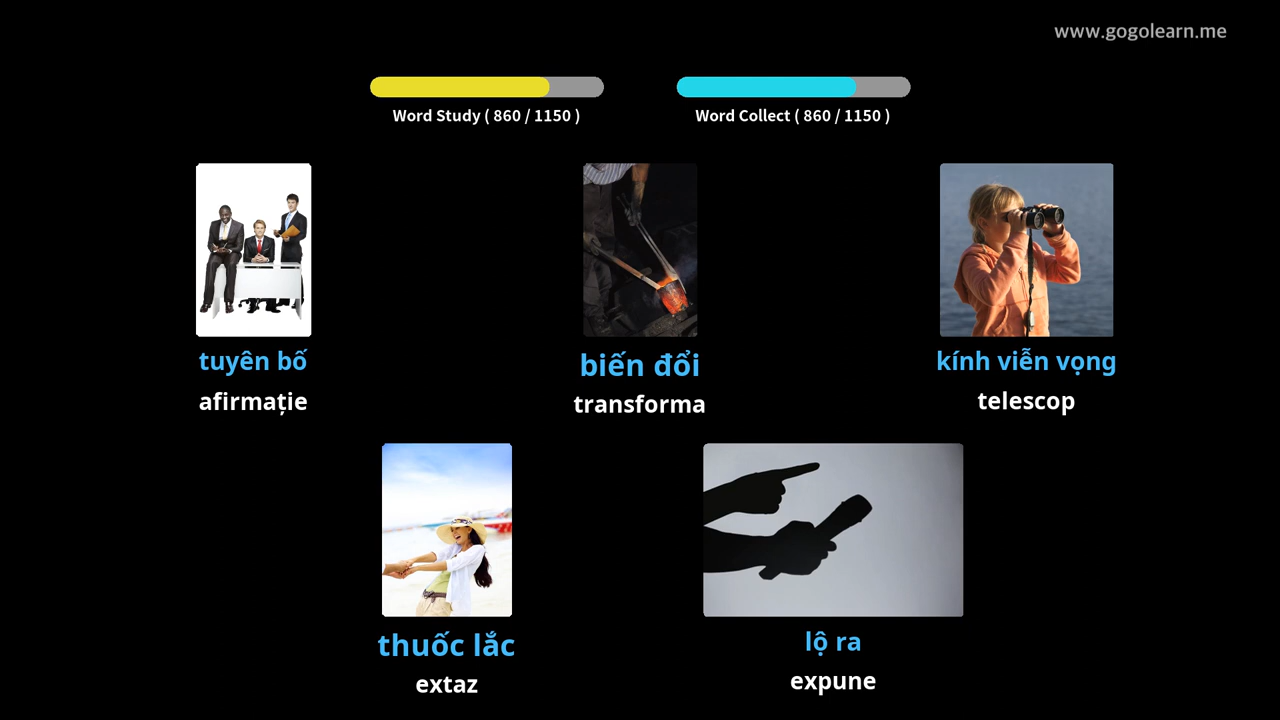 www.gogolearn.me
Word Study ( 860 / 1150 )
Word Collect ( 860 / 1150 )
tuyên bố
afirmație
biến đổi
transforma
kính viễn vọng
telescop
thuốc lắc
extaz
lộ ra
expune